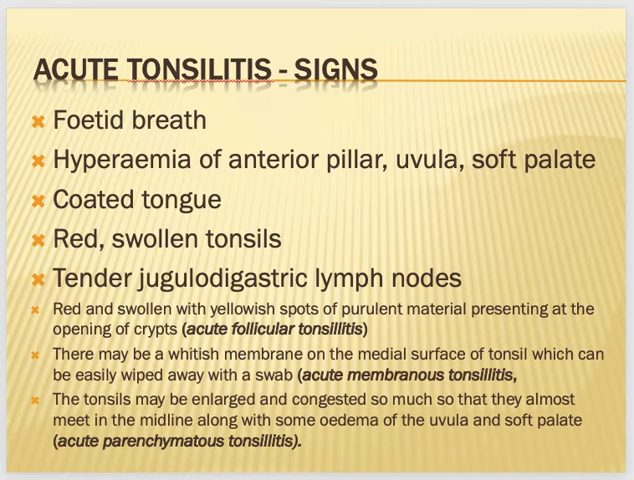 ACUTE TONSILITIS - SIGNS
Foetid breath
Hyperaemia of anterior pillar, uvula, soft palate
Coated tongue
Red, swollen tonsils
Tender jugulodigastric lymph nodes
Red and swollen with yellowish spots of purulent material presenting at the
opening of crypts (acute follicular tonsillitis)
There may be a whitish membrane on the medial surface of tonsil which can
be easily wiped away with a swab (acute membranous tonsillitis,
The tonsils may be enlarged and congested so much so that they almost
meet in the midline along with some oedema of the uvula and soft palate
(acute parenchymatous tonsillitis).